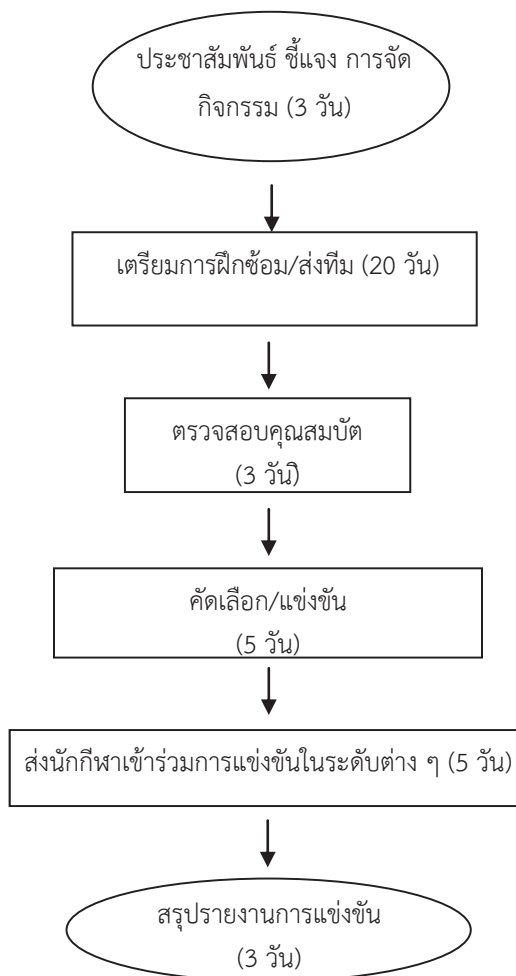 ประชาสัมพันธ์ ชี้แจง การจัด
กิจกรรม (3 วัน)
เตรียมการฝึกซ้อม/ส่งทีม (20 วัน)
ตรวจสอบคุณสมบัต
(3 วันิ)
คัดเลือก/แข่งขัน
(5 วัน)
ส่งนักกีฬาเข้าร่วมการแข่งขันในระดับต่าง ๆ (5 วัน)
สรุปรายงานการแข่งขัน
(3 วัน)